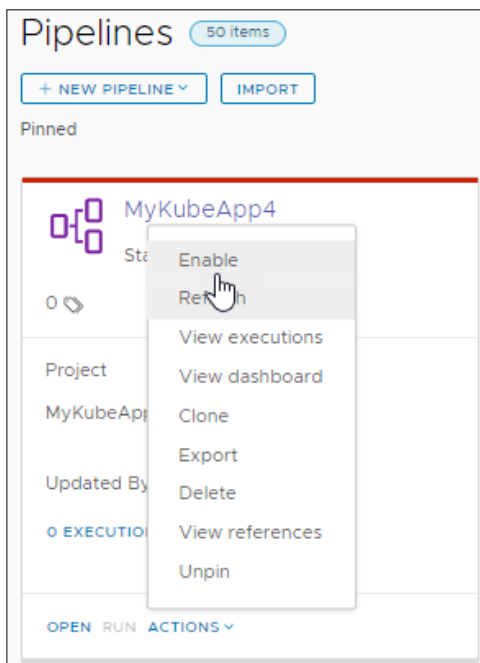 Pipelines 50 items
+ NEW PIPELINE IMPORT
Pinned
MyKubeApp4
Enable
0
View executions
Project
View dashboard
Clone
Export
Updated By
Delete
0
View references
Unpin
OPEN RUN ACTIONS